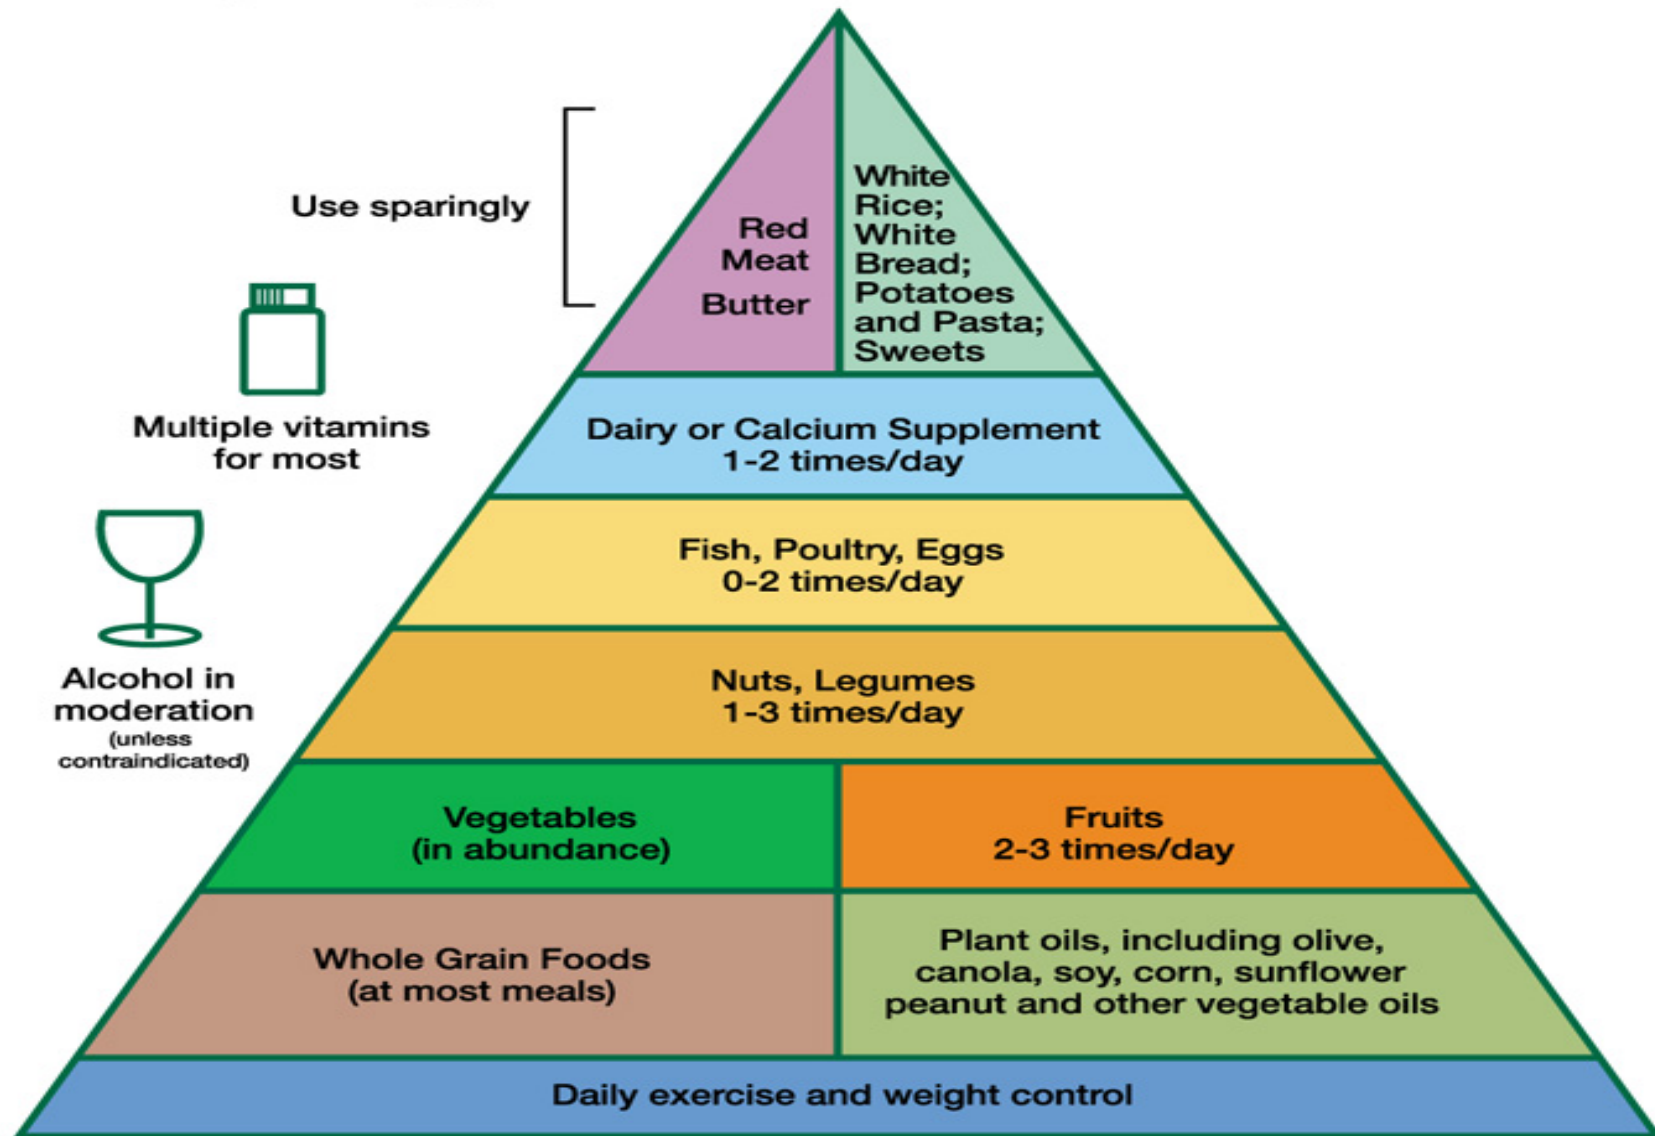 Use sparingly
Red
Meat
Butter
White
Rice;
White
Bread;
Potatoes
and Pasta;
Sweets
Multiple vitamins
for most
Dairy or Calcium Supplement
1-2 times/day
Fish, Poultry, Eggs
0-2 times/day
Alcohol in
moderation
(unless
contraindicated)
Nuts, Legumes
1-3 times/day
Vegetables
(in abundance)
Fruits
2-3 times/day
Whole Grain Foods
(at most meals)
Plant oils, including olive,
canola, soy, corn, sunflower
peanut and other vegetable oils
Daily exercise and weight control